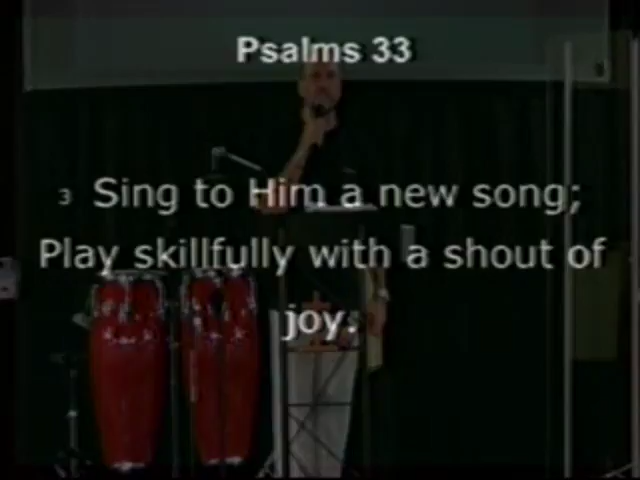 Psalms 33
3 Sing to Him a new song;
Play skillfully with a shout of
joy.